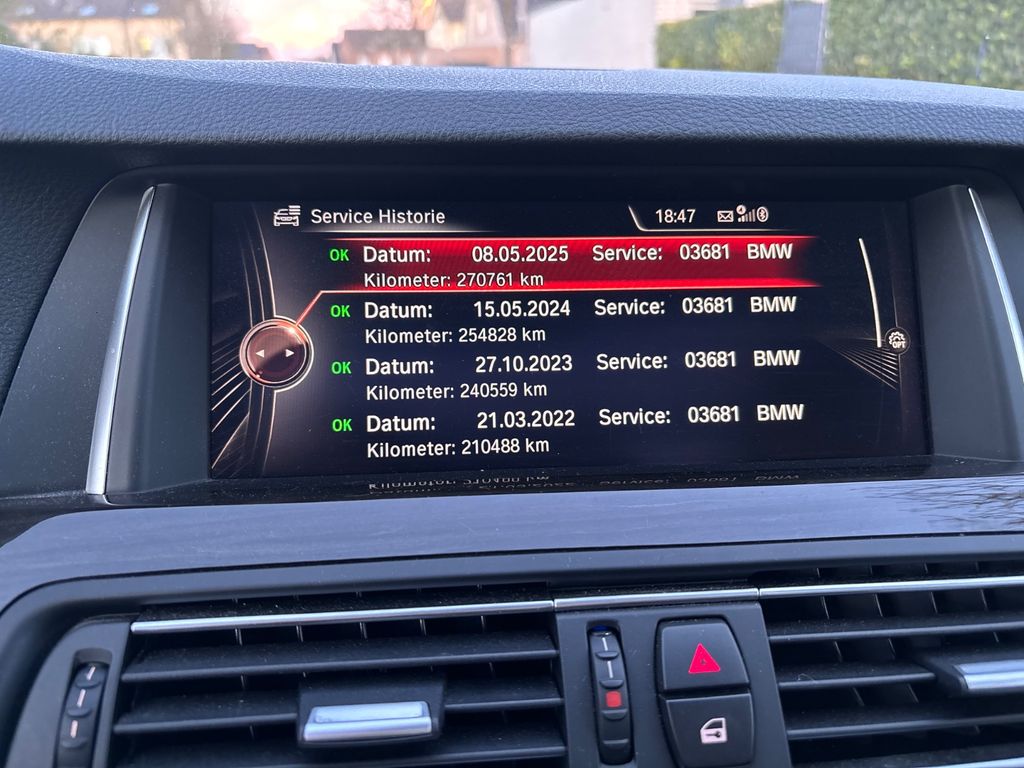 Service Historie
18:47
OK Datum: 08.05.2025 Service: 03681 BMW
Kilometer: 270761 km
OK Datum: 15.05.2024 Service: 03681 BMW
Kilometer: 254828 km
OK Datum: 27.10.2023 Service: 03681 BMW
Kilometer: 240559 km
OK Datum: 21.03.2022 Service: 03681 BMW
Kilometer: 210488 km
OPT